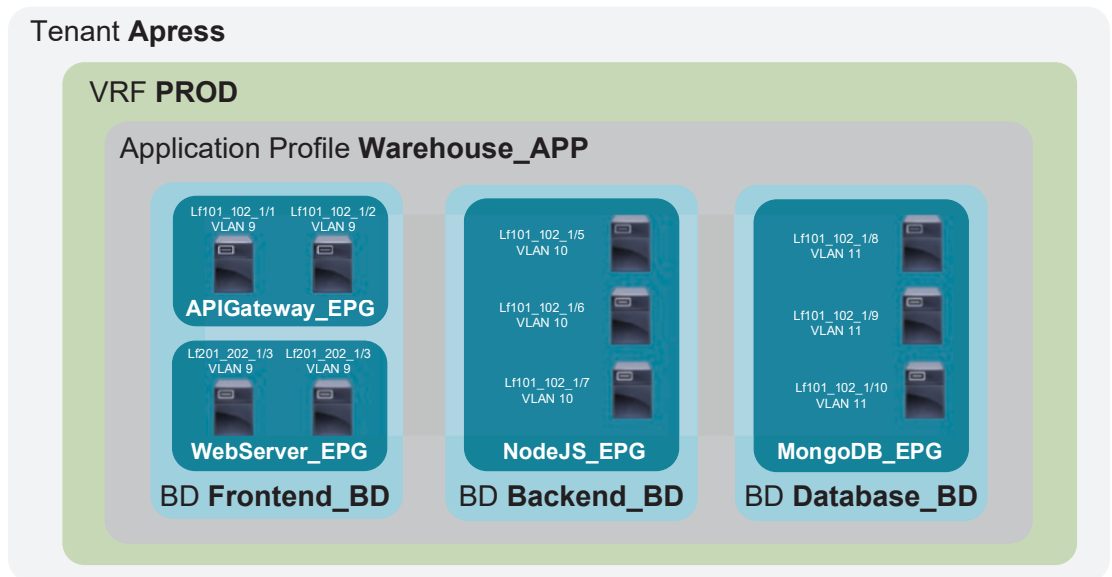 Tenant Apress
VRF PROD
Application Profile Warehouse_APP
Lf101_102_1/1
VLAN 9
Lf101_102_1/2
VLAN 9
APIGateway_EPG
Lf201_202_1/3
VLAN 9
Lf201_202_1/3
VLAN 9
WebServer_EPG
BD Frontend_BD
Lf101_102_1/5
VLAN 10
Lf101_102_1/6
VLAN 10
Lf101_102_1/7
VLAN 10
NodeJS_EPG
BD Backend_BD
Lf101_102_1/8
VLAN 11
Lf101_102_1/9
VLAN 11
Lf101_102_1/10
VLAN 11
MongoDB_EPG
BD Database_BD